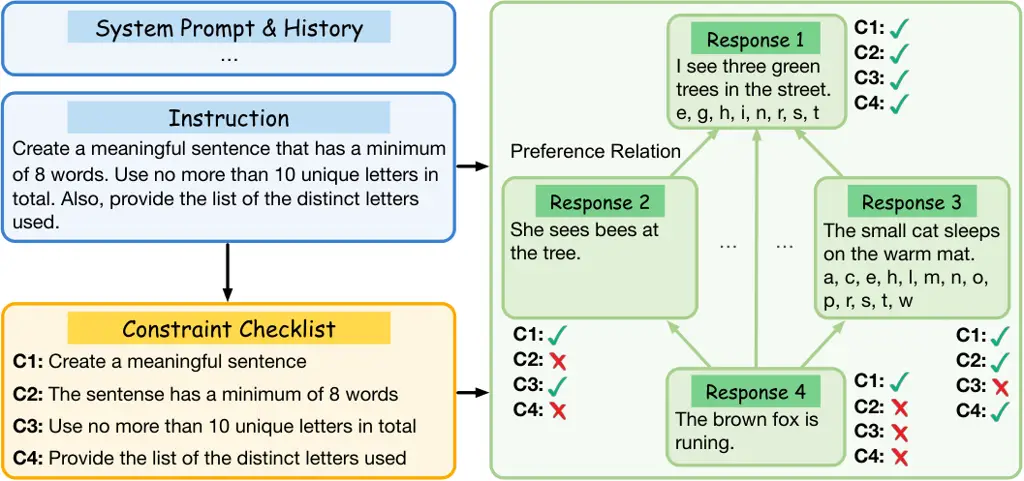 System Prompt & History
...
Instruction
Create a meaningful sentence that has a minimum
of 8 words. Use no more than 10 unique letters in
total. Also, provide the list of the distinct letters
used.
Constraint Checklist
C1: Create a meaningful sentence
C2: The sentense has a minimum of 8 words
C3: Use no more than 10 unique letters in total
C4: Provide the list of the distinct letters used
Response 1
I see three green
trees in the street.
e, g, h, i, n, r, s, t
C1: ✓
C2: ✓
C3: ✓
C4: ✓
Preference Relation
Response 2
She sees bees at
the tree.
C1: ✓
C2: ✗
C3: ✓
C4: ✗
... ...
Response 3
The small cat sleeps
on the warm mat.
a, c, e, h, l, m, n, o,
p, r, s, t, w
C1: ✓
C2: ✓
C3: ✗
C4: ✓
Response 4
The brown fox is
runing.
C1: ✓
C2: ✗
C3: ✗
C4: ✗